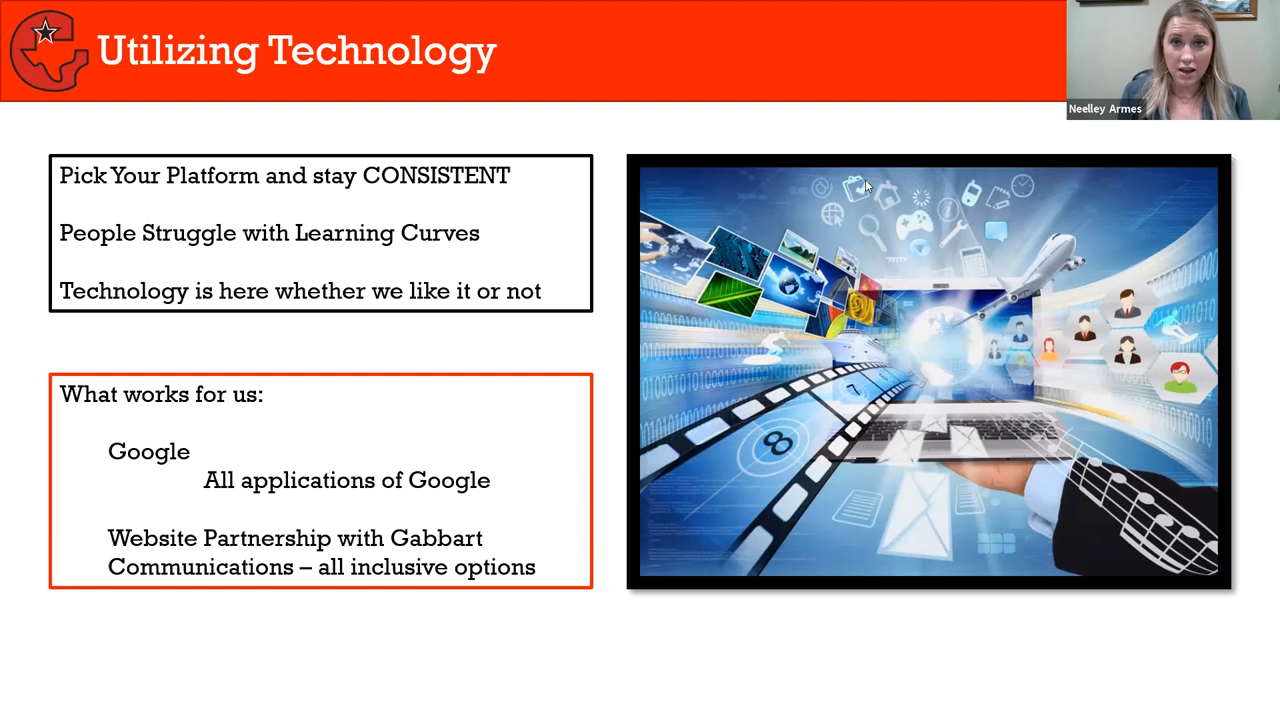 Utilizing Technology
Neelley Armes
Pick Your Platform and stay CONSISTENT
People Struggle with Learning Curves
Technology is here whether we like it or not
What works for us:
Google
All applications of Google
Website Partnership with Gabbart
Communications – all inclusive options
7
8